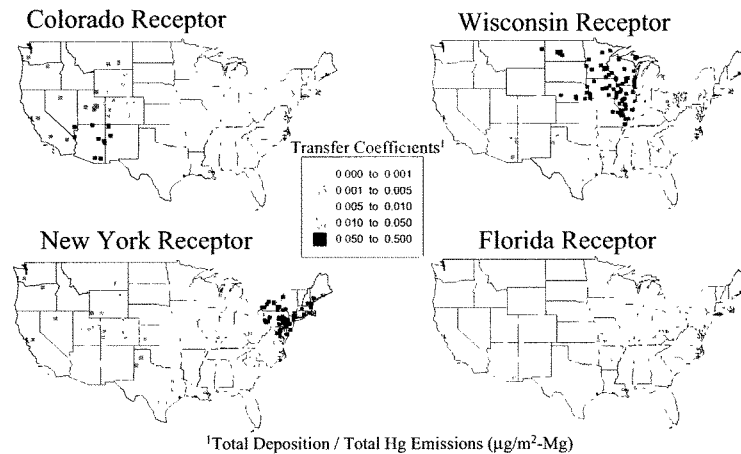 Colorado Receptor
Wisconsin Receptor
Transfer Coefficients¹
0.000 to 0.001
0.001 to 0.005
0.005 to 0.010
0.010 to 0.050
0.050 to 0.500
New York Receptor
Florida Receptor
¹Total Deposition / Total Hg Emissions (µg/m²-Mg)